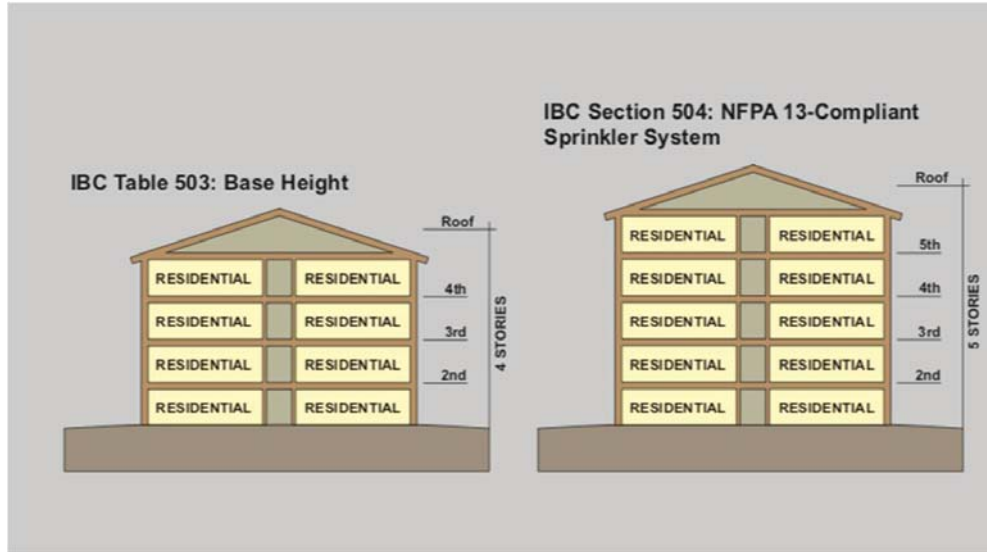 IBC Table 503: Base Height
Roof
RESIDENTIAL RESIDENTIAL
4th
RESIDENTIAL RESIDENTIAL
3rd
RESIDENTIAL RESIDENTIAL
2nd
RESIDENTIAL RESIDENTIAL
4 STORIES
IBC Section 504: NFPA 13-Compliant
Sprinkler System
Roof
RESIDENTIAL RESIDENTIAL
5th
RESIDENTIAL RESIDENTIAL
4th
RESIDENTIAL RESIDENTIAL
3rd
RESIDENTIAL RESIDENTIAL
2nd
RESIDENTIAL RESIDENTIAL
5 STORIES